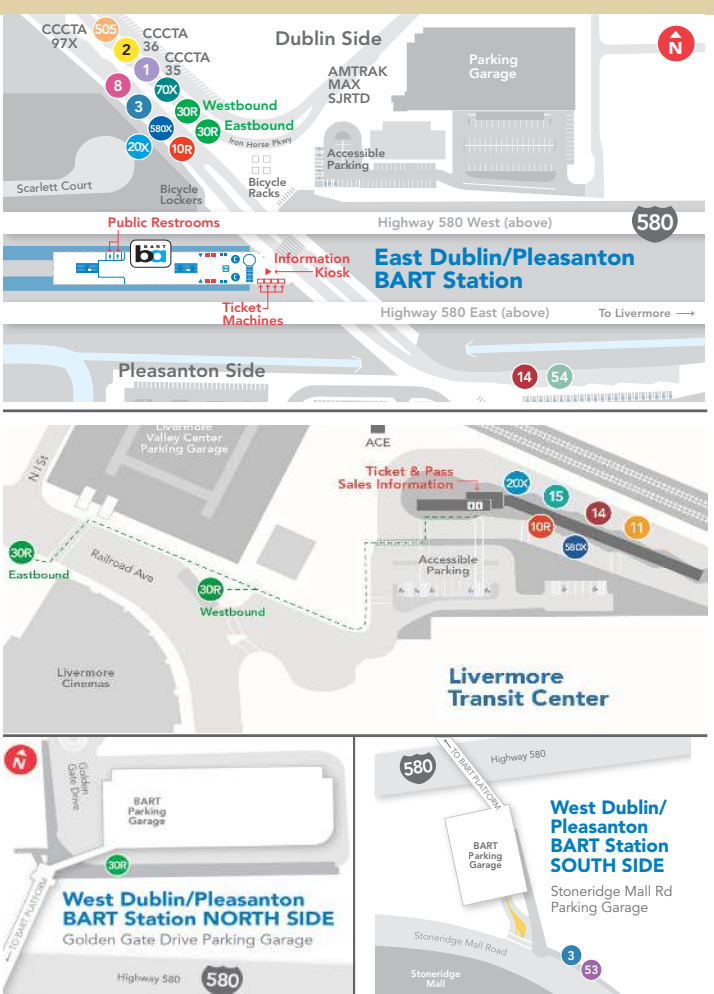 CCCTA
97X
505
2
CCCTA
36
1
CCCTA
35
8
70X
3
30R
Westbound
580X
30R
Eastbound
20X
10R
Iron Horse Pkwy
Dublin Side
AMTRAK
MAX
SJRTD
Parking
Garage
N
Accessible
Parking
Bicycle
Racks
Bicycle
Lockers
Scarlett Court
Public Restrooms
Highway 580 West (above)
580
BART
ba
Information
Kiosk
Ticket
Machines
East Dublin/Pleasanton
BART Station
Highway 580 East (above)
To Livermore
Pleasanton Side
14
54
Livermore
Valley Center
Parking Garage
N I St
ACE
Ticket & Pass
Sales Information
20X
15
14
11
10R
580X
30R
Eastbound
Railroad Ave
30R
Westbound
Accessible
Parking
Livermore
Cinemas
Livermore
Transit Center
N
Golden
Gate Drive
BART
Parking
Garage
30R
TO BART PLATFORM
West Dublin/Pleasanton
BART Station NORTH SIDE
Golden Gate Drive Parking Garage
Highway 580
580
580
TO BART PLATFORM
Highway 580
BART
Parking
Garage
West Dublin/
Pleasanton
BART Station
SOUTH SIDE
Stoneridge Mall Rd
Parking Garage
Stoneridge Mall Road
3
53
Stoneridge
Mall